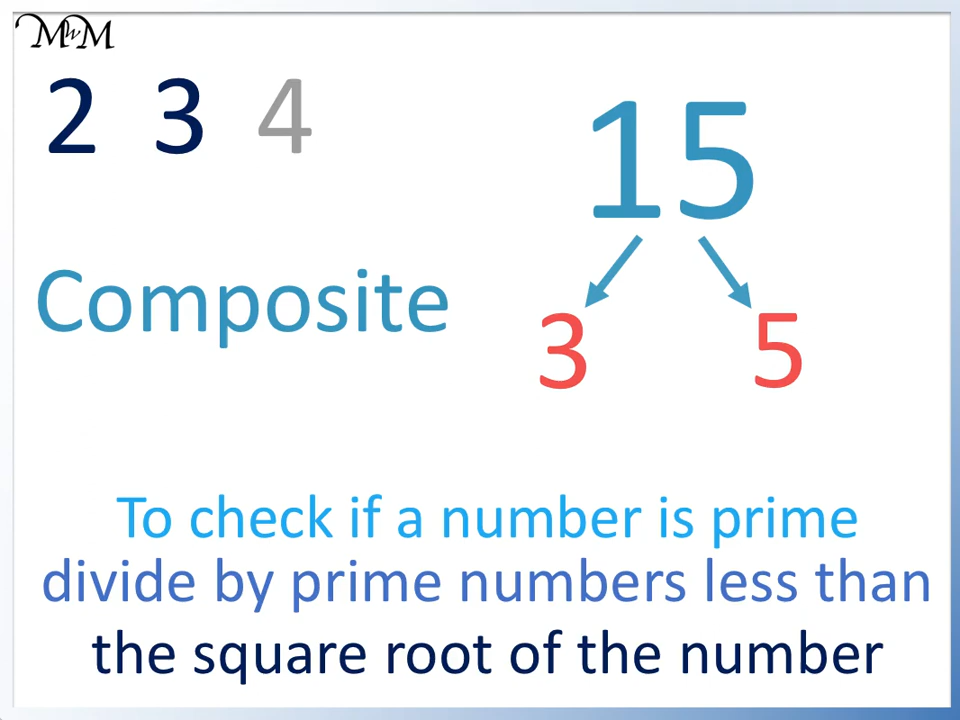 MwM
2 3 4
15
Composite
3 5
To check if a number is prime
divide by prime numbers less than
the square root of the number